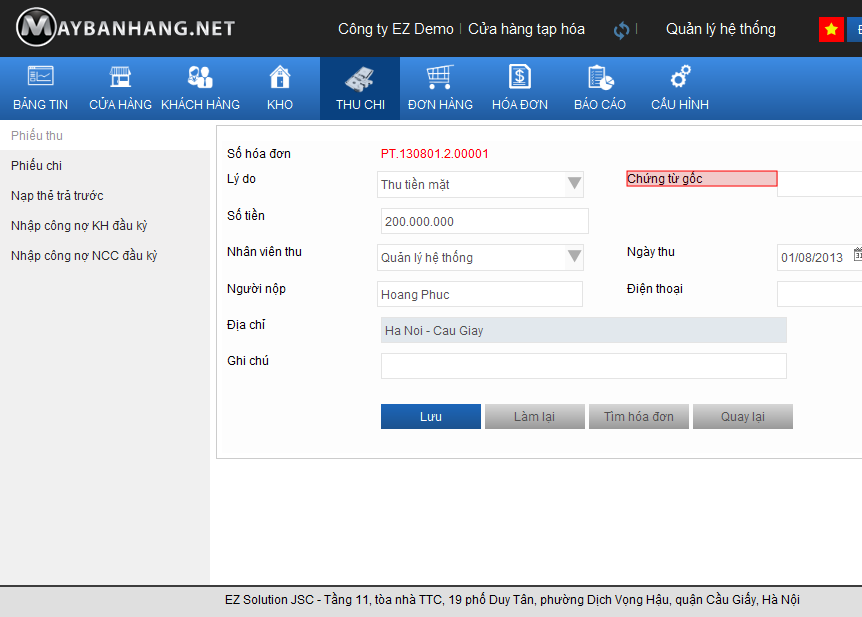 MAYBANHANG.NET Công ty EZ Demo | Cửa hàng tạp hóa | Quản lý hệ thống
BẢNG TIN CỬA HÀNG KHÁCH HÀNG KHO THU CHI ĐƠN HÀNG HÓA ĐƠN BÁO CÁO CẤU HÌNH
Phiếu thu
Phiếu chi
Nạp thẻ trả trước
Nhập công nợ KH đầu kỳ
Nhập công nợ NCC đầu kỳ
Số hóa đơn PT.130801.2.00001
Lý do Thu tiền mặt Chứng từ gốc
Số tiền 200.000.000
Nhân viên thu Quản lý hệ thống Ngày thu 01/08/2013
Người nộp Hoang Phuc Điện thoại
Địa chỉ Ha Noi - Cau Giay
Ghi chú
Lưu Làm lại Tìm hóa đơn Quay lại
EZ Solution JSC - Tầng 11, tòa nhà TTC, 19 phố Duy Tân, phường Dịch Vọng Hậu, quận Cầu Giấy, Hà Nội